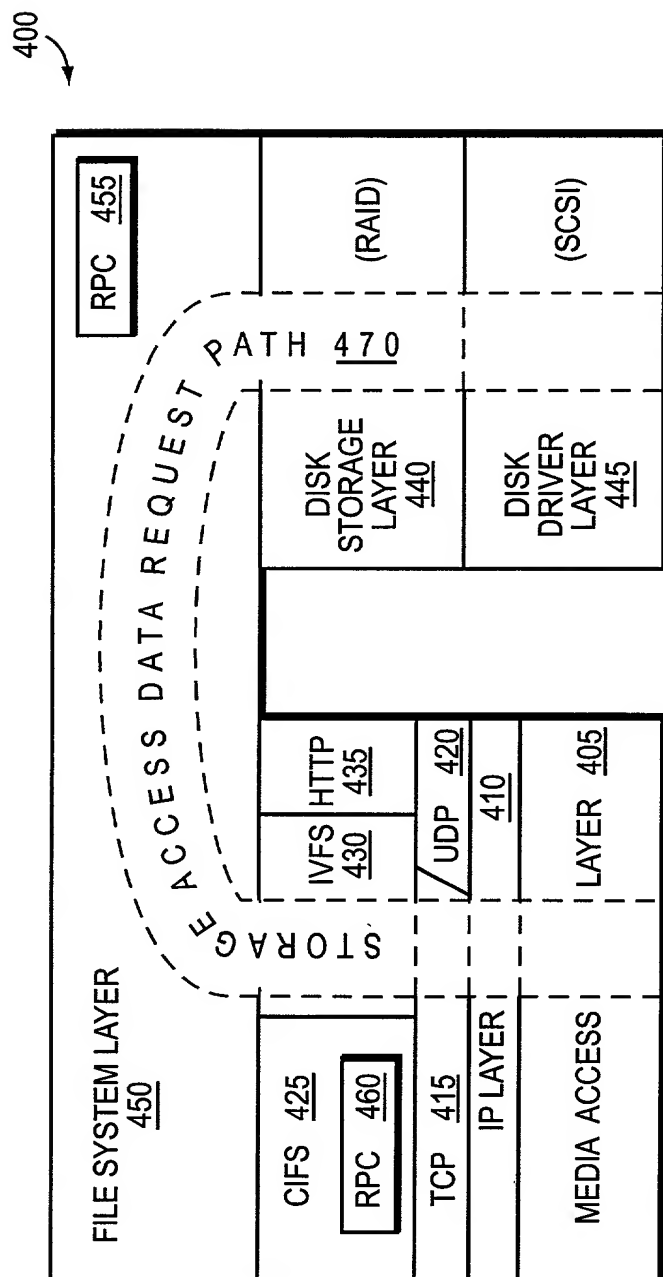 400
FILE SYSTEM LAYER
450
RPC 455
STORAGE ACCESS DATA REQUEST PATH 470
CIFS 425
RPC 460
IVFS
430
HTTP
435
TCP 415
/ UDP 420
IP LAYER 410
MEDIA ACCESS LAYER 405
DISK
STORAGE
LAYER
440
(RAID)
DISK
DRIVER
LAYER
445
(SCSI)